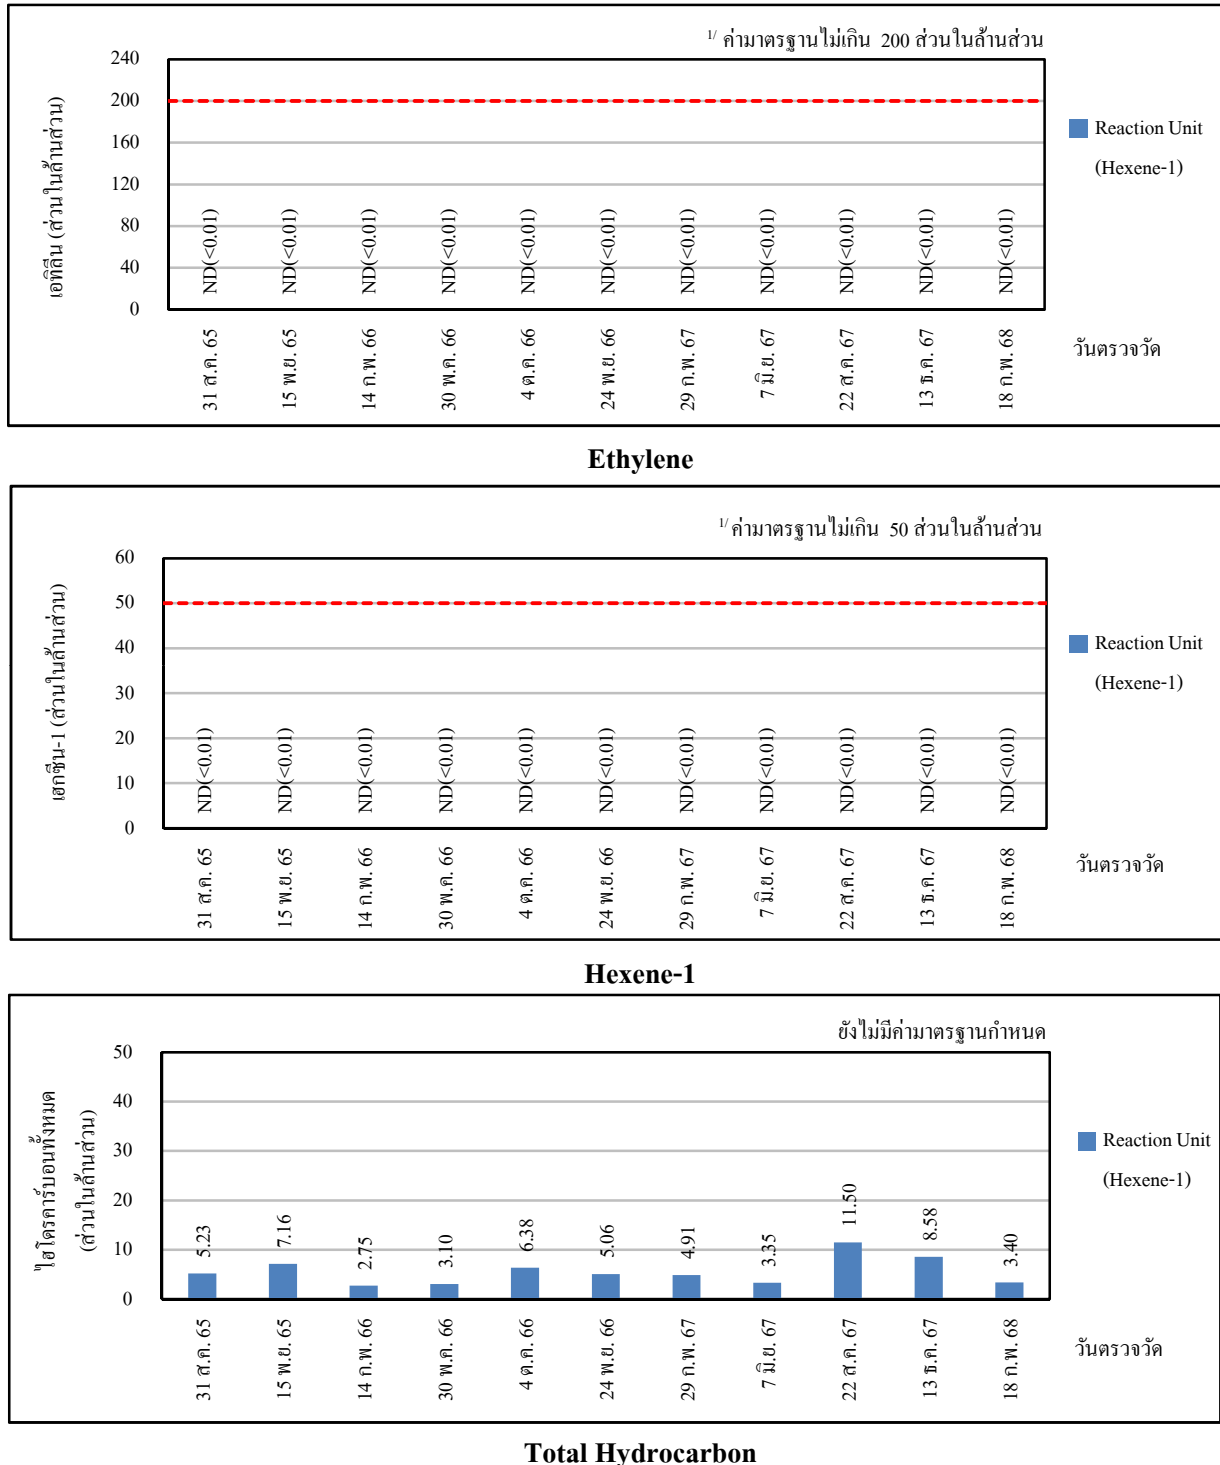 1/ ค่ามาตรฐานไม่เกิน 200 ส่วนในล้านส่วน
เอทิลีน (ส่วนในล้านส่วน)
240
200
160
120
80
40
0
ND(<0.01) ND(<0.01) ND(<0.01) ND(<0.01) ND(<0.01) ND(<0.01) ND(<0.01) ND(<0.01) ND(<0.01) ND(<0.01) ND(<0.01)
31 ส.ค. 65
15 พ.ย. 65
14 ก.พ. 66
30 พ.ค. 66
4 ต.ค. 66
24 พ.ย. 66
29 ก.พ. 67
7 มิ.ย. 67
22 ส.ค. 67
13 ธ.ค. 67
18 ก.พ. 68
วันตรวจวัด
Reaction Unit
(Hexene-1)
Ethylene
1/ ค่ามาตรฐานไม่เกิน 50 ส่วนในล้านส่วน
เฮกซีน-1 (ส่วนในล้านส่วน)
60
50
40
30
20
10
0
ND(<0.01) ND(<0.01) ND(<0.01) ND(<0.01) ND(<0.01) ND(<0.01) ND(<0.01) ND(<0.01) ND(<0.01) ND(<0.01) ND(<0.01)
31 ส.ค. 65
15 พ.ย. 65
14 ก.พ. 66
30 พ.ค. 66
4 ต.ค. 66
24 พ.ย. 66
29 ก.พ. 67
7 มิ.ย. 67
22 ส.ค. 67
13 ธ.ค. 67
18 ก.พ. 68
วันตรวจวัด
Reaction Unit
(Hexene-1)
Hexene-1
ยังไม่มีค่ามาตรฐานกำหนด
ไฮโดรคาร์บอนทั้งหมด
(ส่วนในล้านส่วน)
50
40
30
20
10
0
5.23
7.16
2.75
3.10
6.38
5.06
4.91
3.35
11.50
8.58
3.40
31 ส.ค. 65
15 พ.ย. 65
14 ก.พ. 66
30 พ.ค. 66
4 ต.ค. 66
24 พ.ย. 66
29 ก.พ. 67
7 มิ.ย. 67
22 ส.ค. 67
13 ธ.ค. 67
18 ก.พ. 68
วันตรวจวัด
Reaction Unit
(Hexene-1)
Total Hydrocarbon